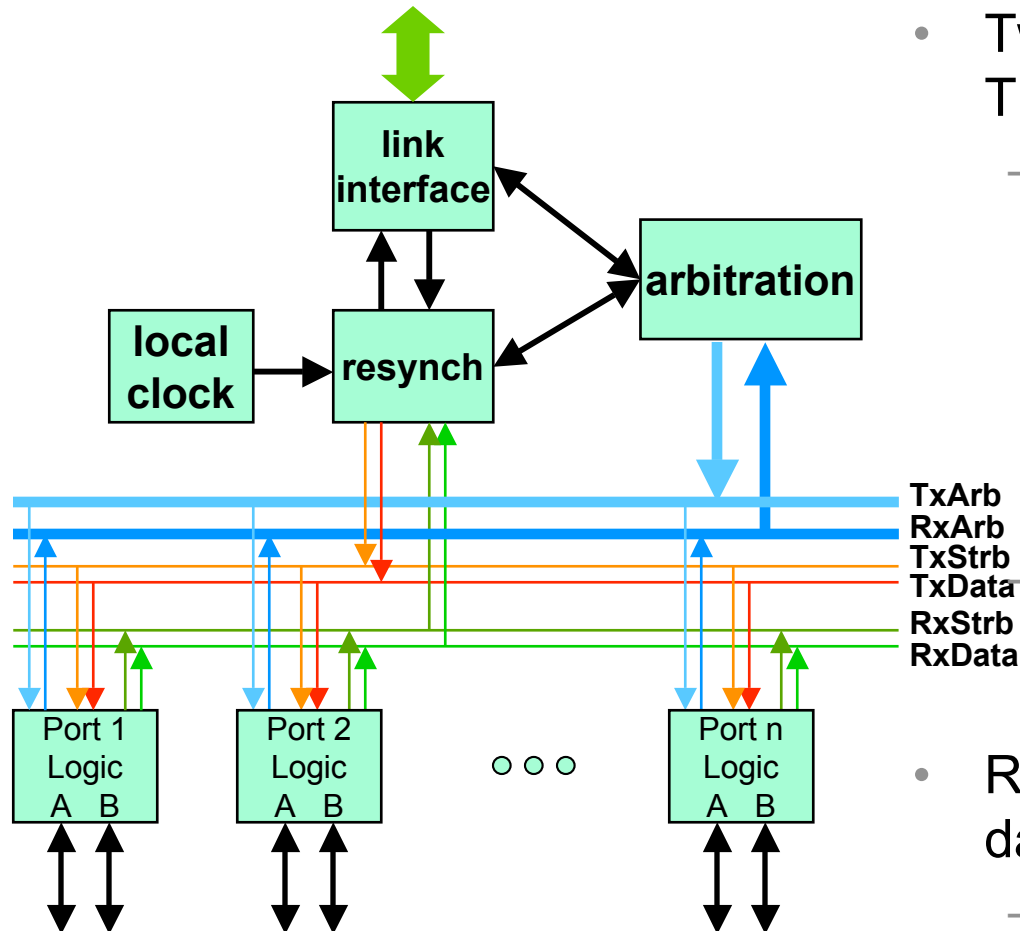 link
interface
arbitration
local
clock
resynch
TxArb
RxArb
TxStrb
TxData
RxStrb
RxData
Port 1
Logic
A B
Port 2
Logic
A B
Port n
Logic
A B
•
T
–
• R
da
–